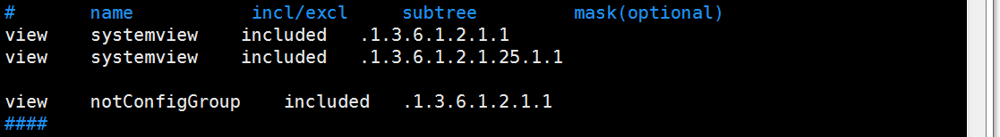 # name incl/excl subtree mask(optional)
view systemview included .1.3.6.1.2.1.1
view systemview included .1.3.6.1.2.1.25.1.1
view notConfigGroup included .1.3.6.1.2.1.1
####